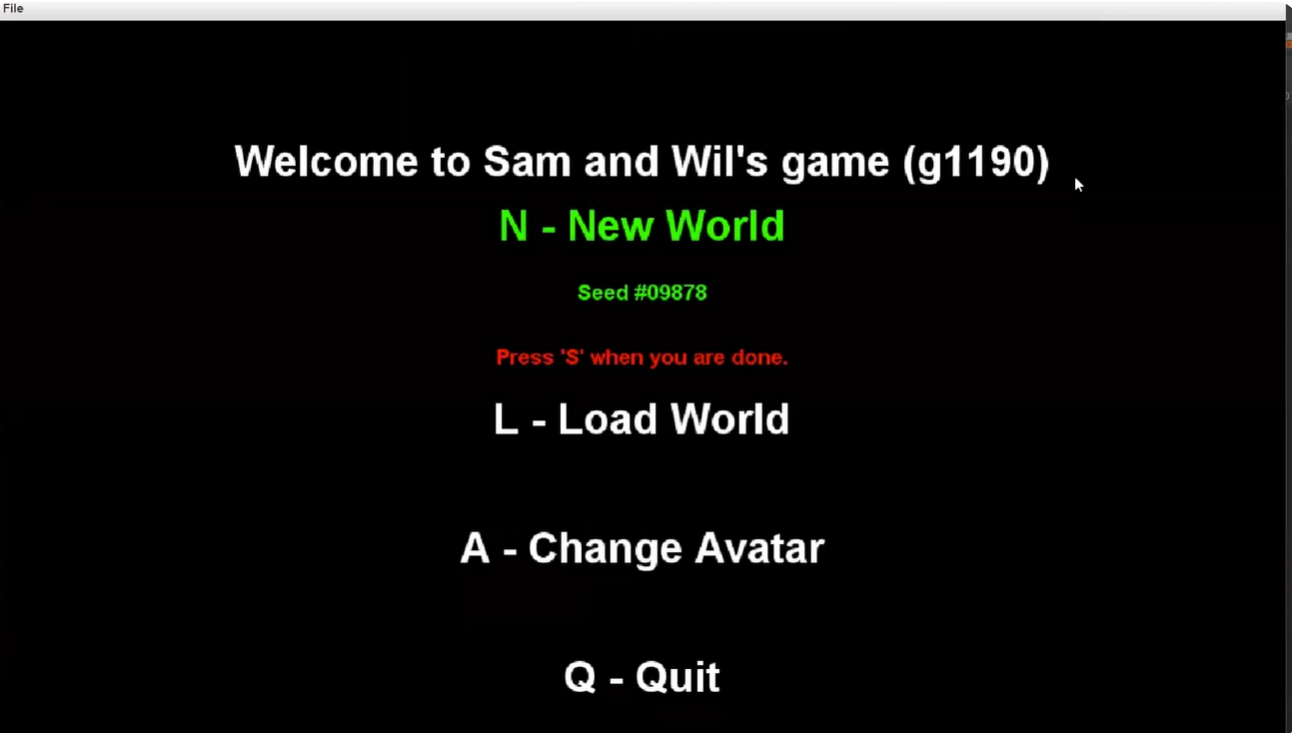 File
Welcome to Sam and Wil's game (g1190)
N - New World
Seed #09878
Press 'S' when you are done.
L - Load World
A - Change Avatar
Q - Quit